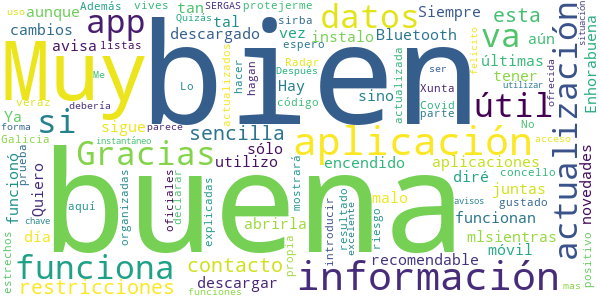 Además vives tan
SERGAS protegerme
uso aunque
app
datos
esta
Siempre
cambios
Quizás
tal
descargado
vez
Bluetooth
aún
va
sirba
avisa
listas
espero
instalo
últimas
Enhorabuena
felicito
situación
Muy
bien
Me
hacer
hagan
Radar
Hay
actualizada
ser
tener
ofrecida
utilizar
veraz
debería
Lo
actualizados
Después
código
sino
Covid
parte
Xunta
útil
actualización
Ya
forma
parece
si
sencilla
aplicación
No
Galicia
instantáneo
sigue
Gracias
sólo
encendido
aplicaciones
acceso
concello
funcionó
chave
prueba
Quiero
utilizo
mostrará
diré
juntas
gustado
novedades
aquí
organizadas
oficiales
declarar
explicadas
malo
funcionan
buena
abrirla
introducir
resultado
excelente
riesgo
mlsientras
avisos
positivo
estrechos
día
funciona
contacto
propia
recomendable
móvil
restricciones
descargar
funciones
información
mas